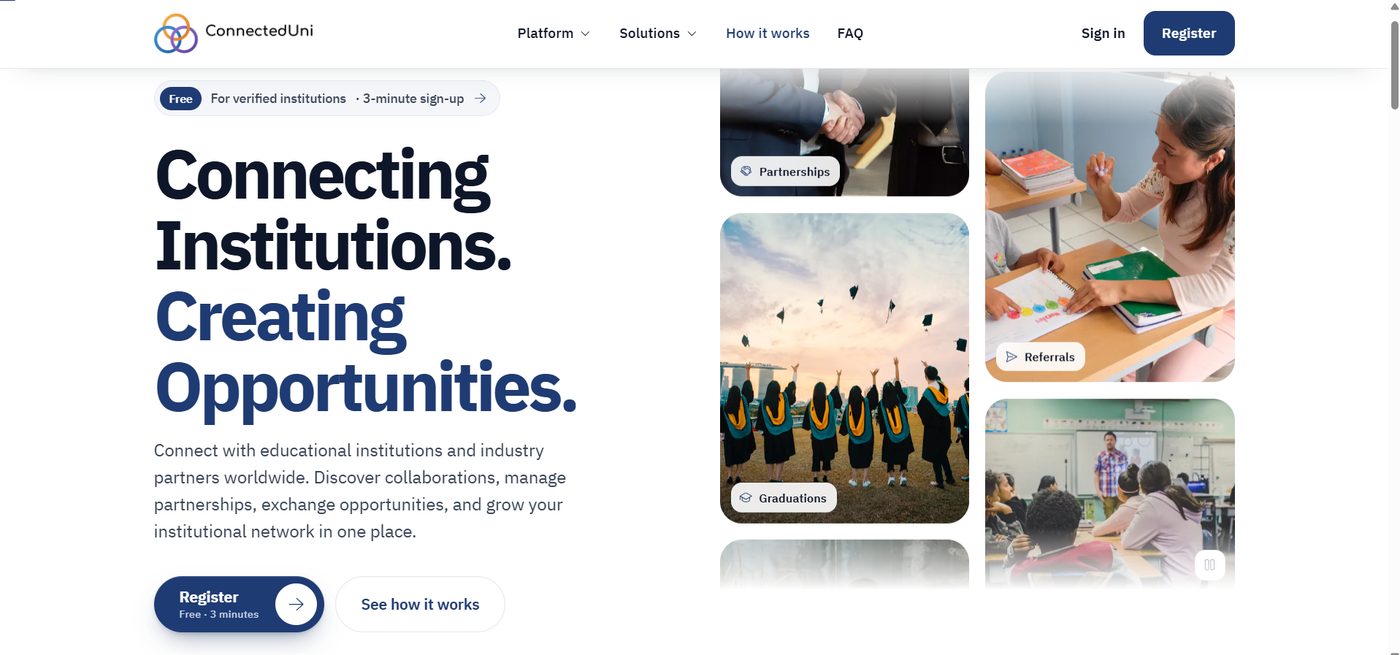 ConnectedUni
Platform
Solutions
How it works
FAQ
Sign in
Register
Free For verified institutions · 3-minute sign-up
Connecting
Institutions.
Creating
Opportunities.
Connect with educational institutions and industry
partners worldwide. Discover collaborations, manage
partnerships, exchange opportunities, and grow your
institutional network in one place.
Register
Free · 3 minutes
See how it works
Partnerships
Graduations
Referrals